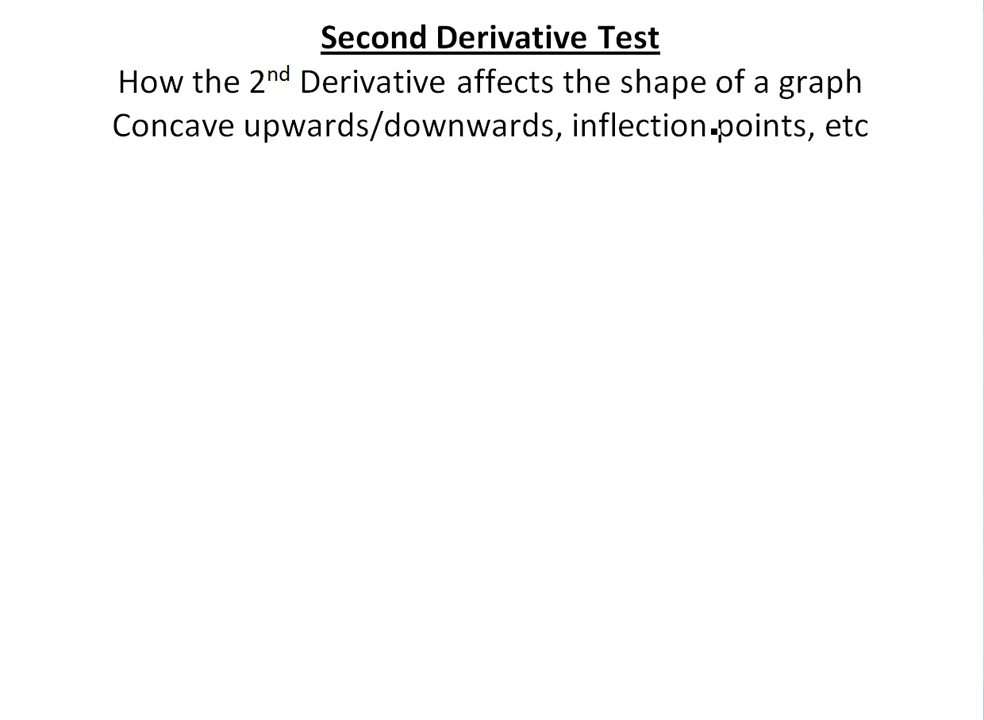 Second Derivative Test
How the 2nd Derivative affects the shape of a graph
Concave upwards/downwards, inflection points, etc